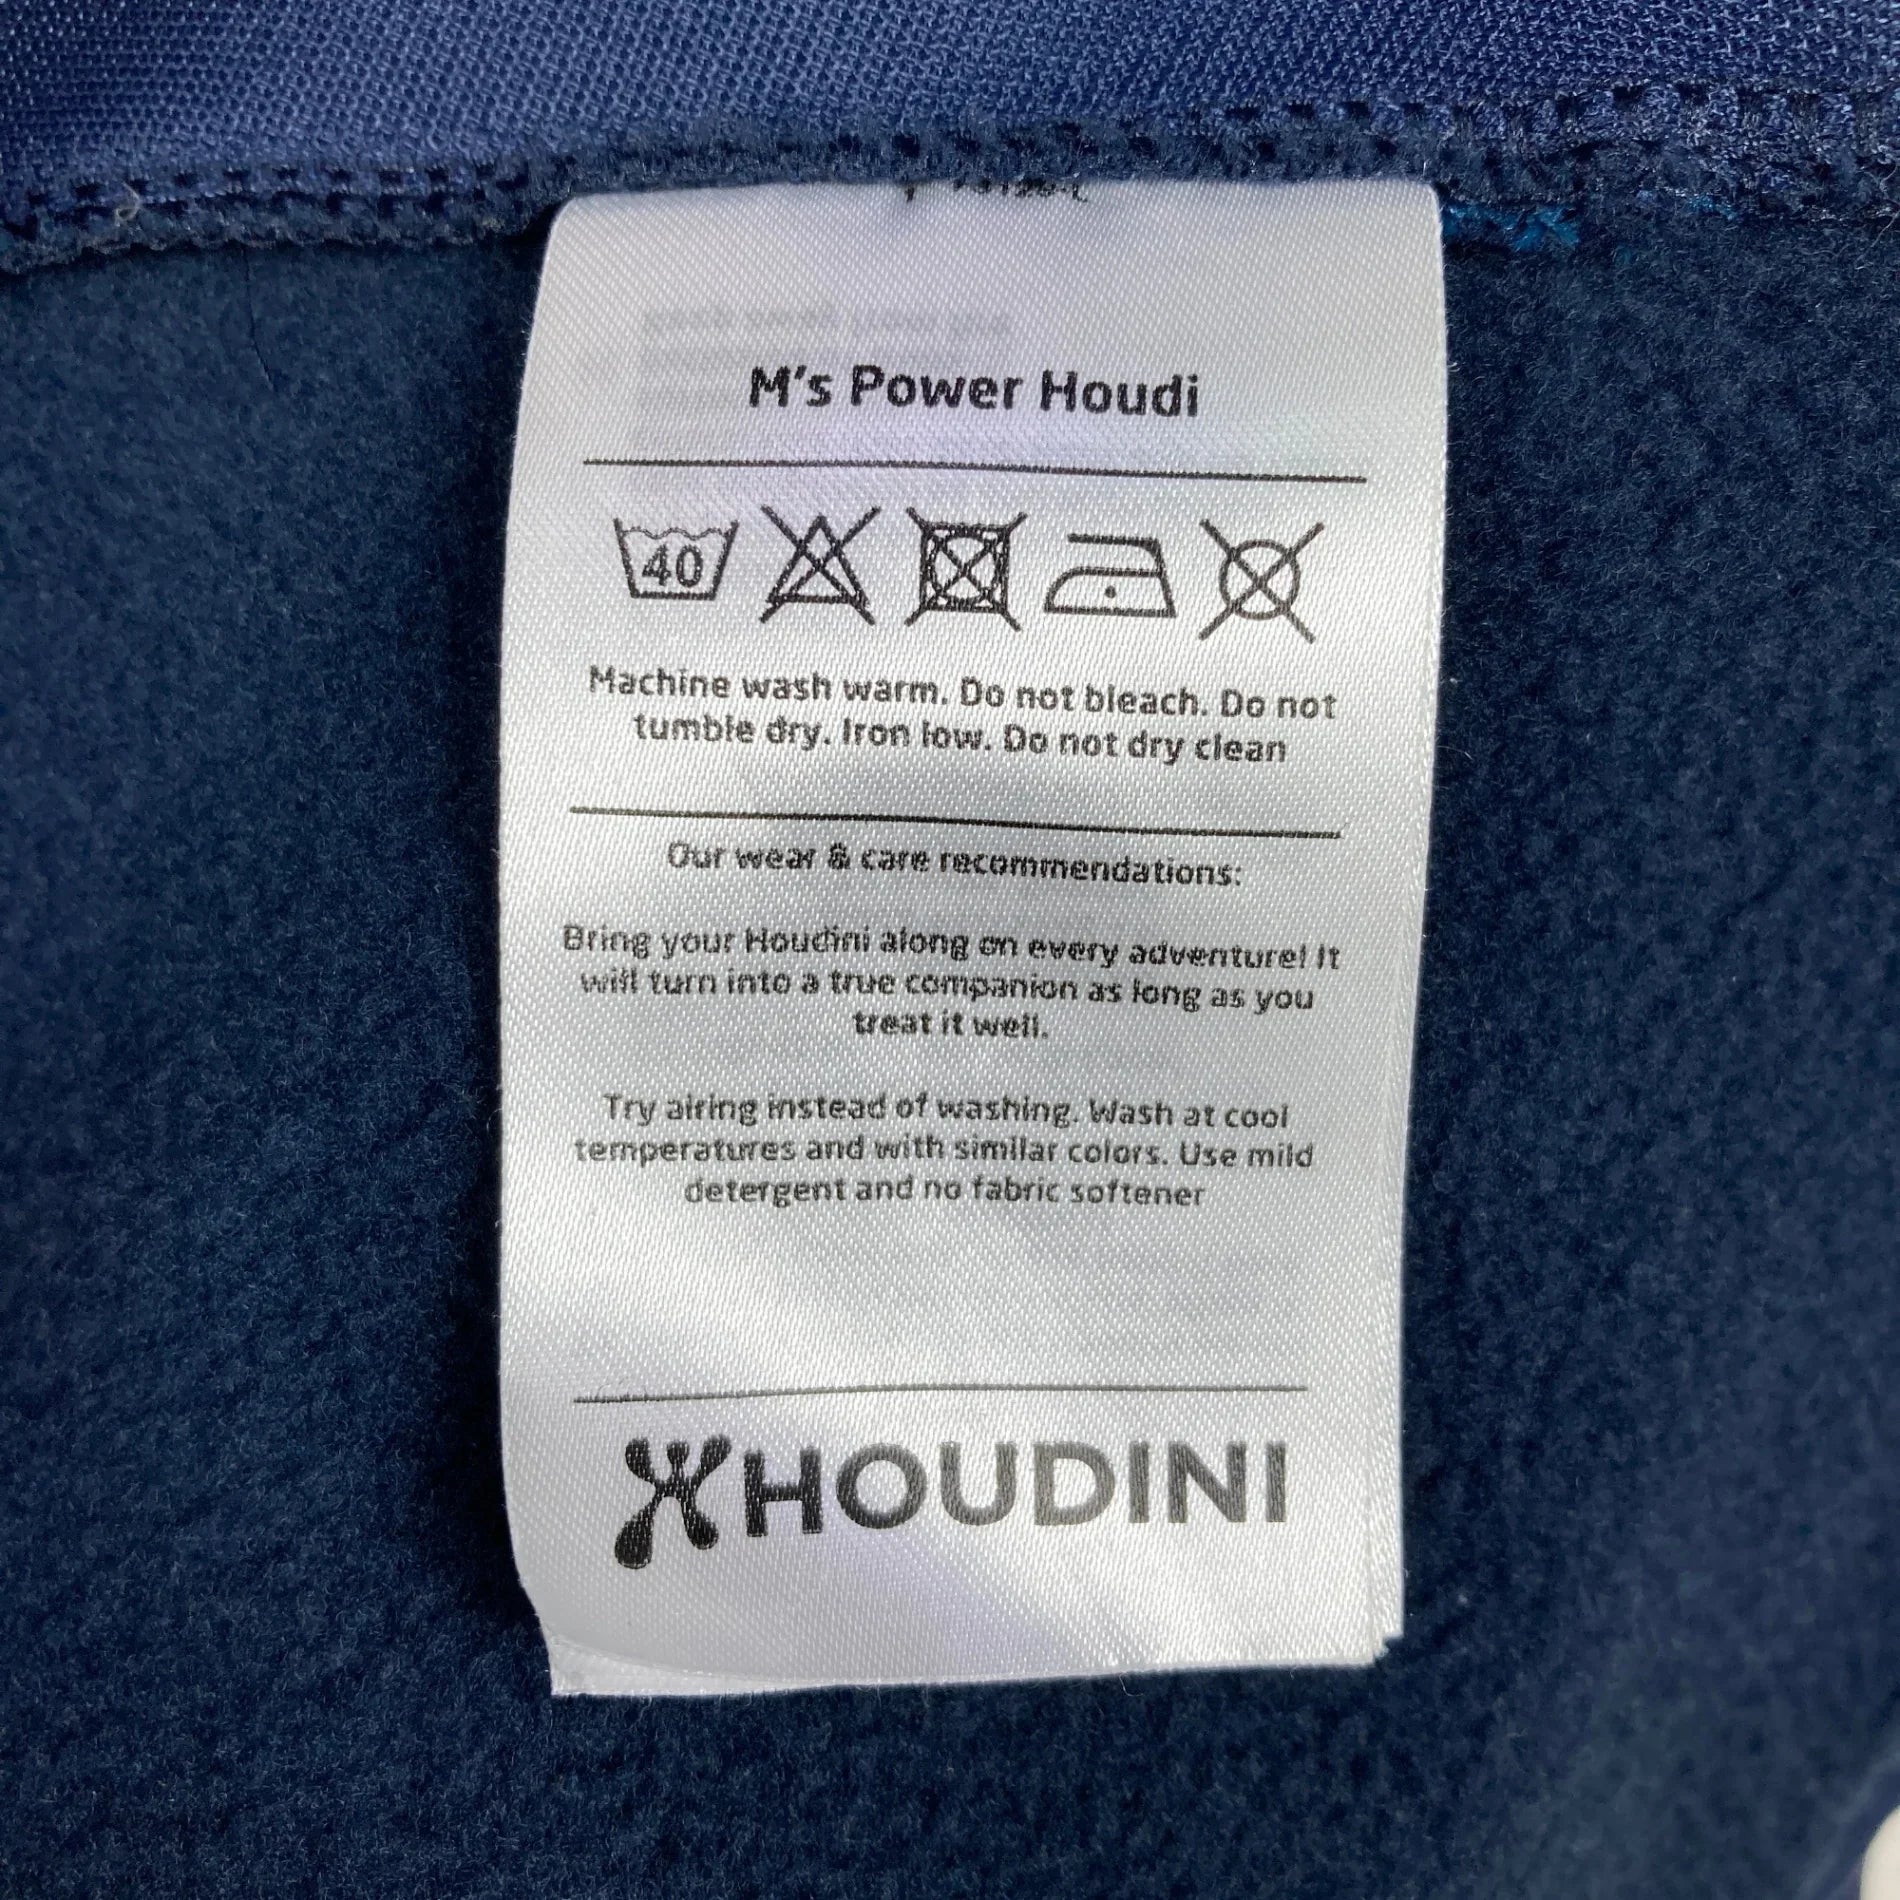 M's Power Houdi
40
Machine wash warm. Do not bleach. Do not
tumble dry. Iron low. Do not dry clean
Our wear & care recommendations:
Bring your Houdini along on every adventure! It
will turn into a true companion as long as you
treat it well.
Try airing instead of washing. Wash at cool
temperatures and with similar colors. Use mild
detergent and no fabric softener
HOUDINI